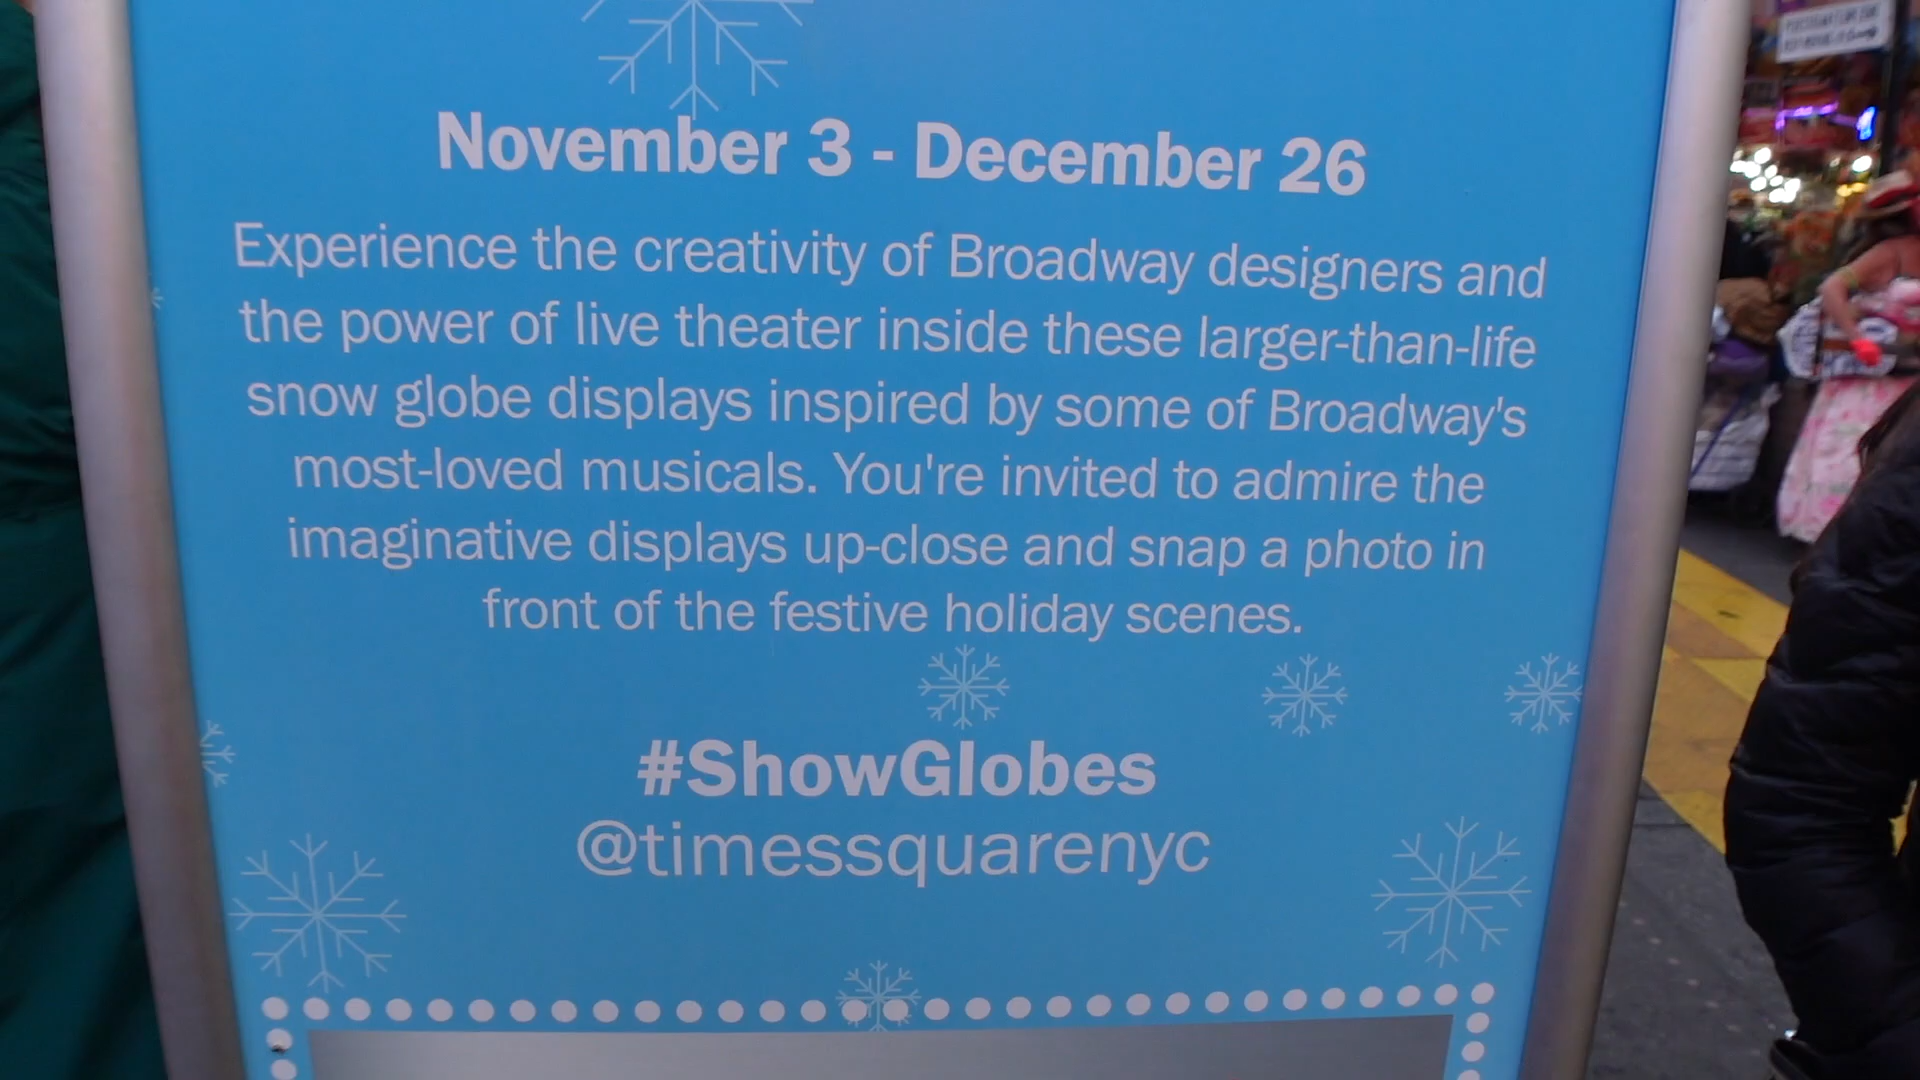 November 3 - December 26
Experience the creativity of Broadway designers and
the power of live theater inside these larger-than-life
snow globe displays inspired by some of Broadway's
most-loved musicals. You're invited to admire the
imaginative displays up-close and snap a photo in
front of the festive holiday scenes.
#ShowGlobes
@timessquarenyc